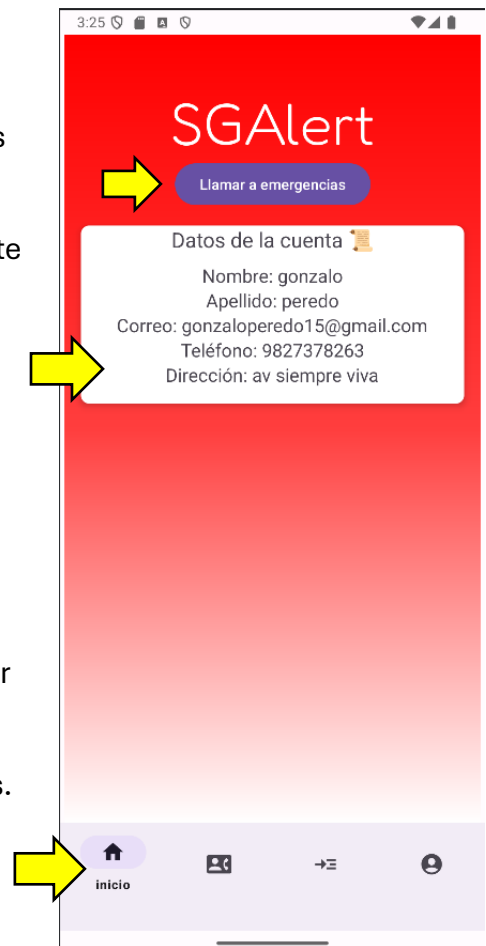 3:25
SGAlert
Llamar a emergencias
Datos de la cuenta 📜
Nombre: gonzalo
Apellido: peredo
Correo: gonzaloperedo15@gmail.com
Teléfono: 9827378263
Dirección: av siempre viva
inicio